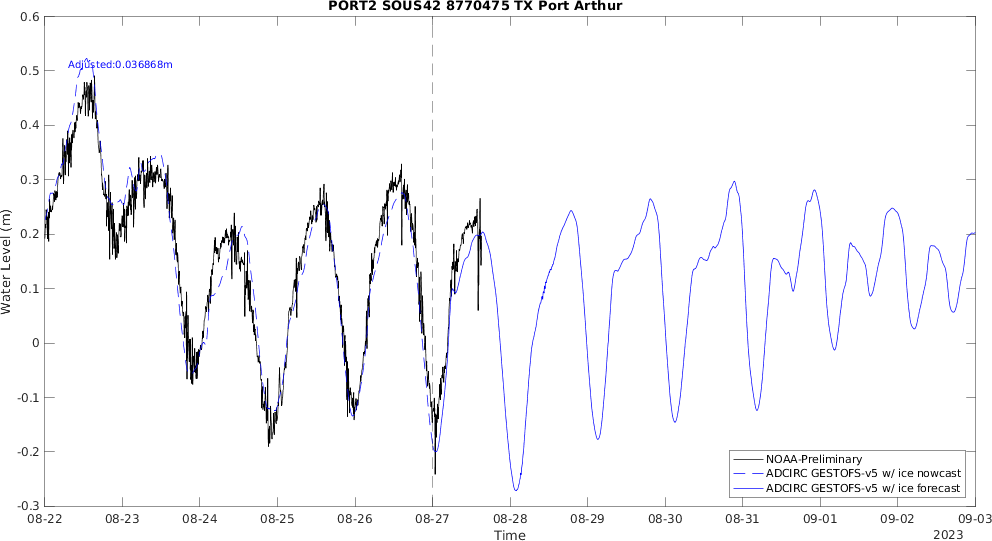 PORT2 SOUS42 8770475 TX Port Arthur
Adjusted:0.036868m
0.6
0.5
0.4
0.3
0.2
0.1
0
-0.1
-0.2
-0.3
Water Level (m)
NOAA-Preliminary
ADCIRC GESTOFS-v5 w/ ice nowcast
ADCIRC GESTOFS-v5 w/ ice forecast
08-22 08-23 08-24 08-25 08-26 08-27 08-28 08-29 08-30 08-31 09-01 09-02 09-03
Time
2023